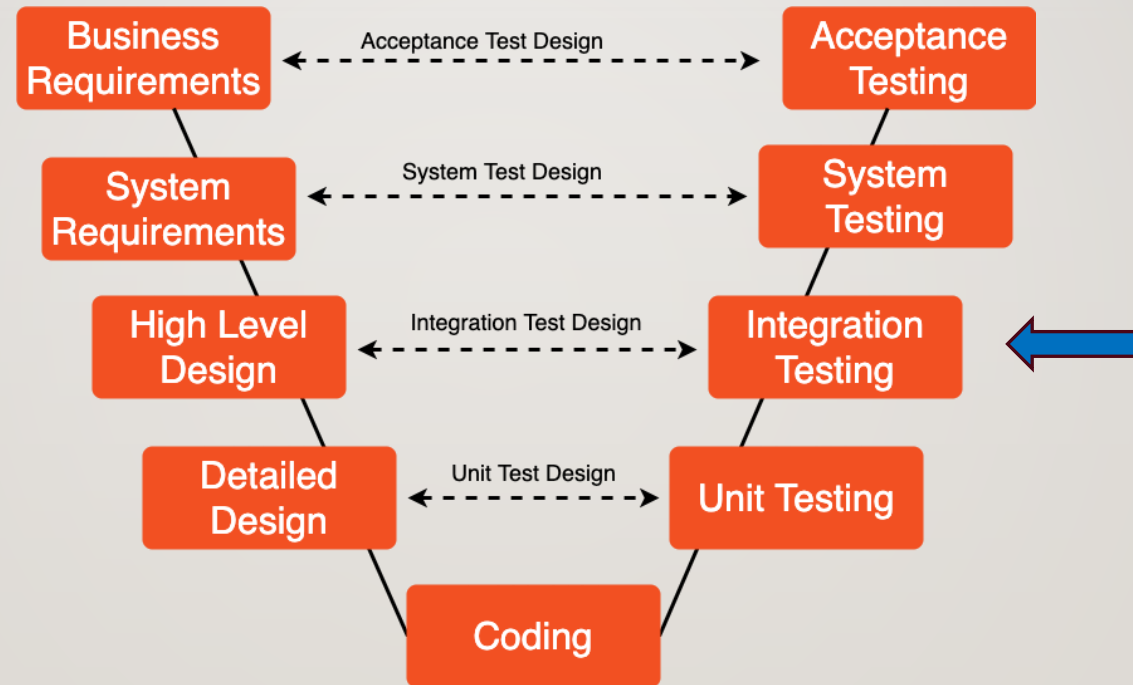 Business
Requirements
Acceptance Test Design
Acceptance
Testing
System
Requirements
System Test Design
System
Testing
High Level
Design
Integration Test Design
Integration
Testing
Detailed
Design
Unit Test Design
Unit Testing
Coding